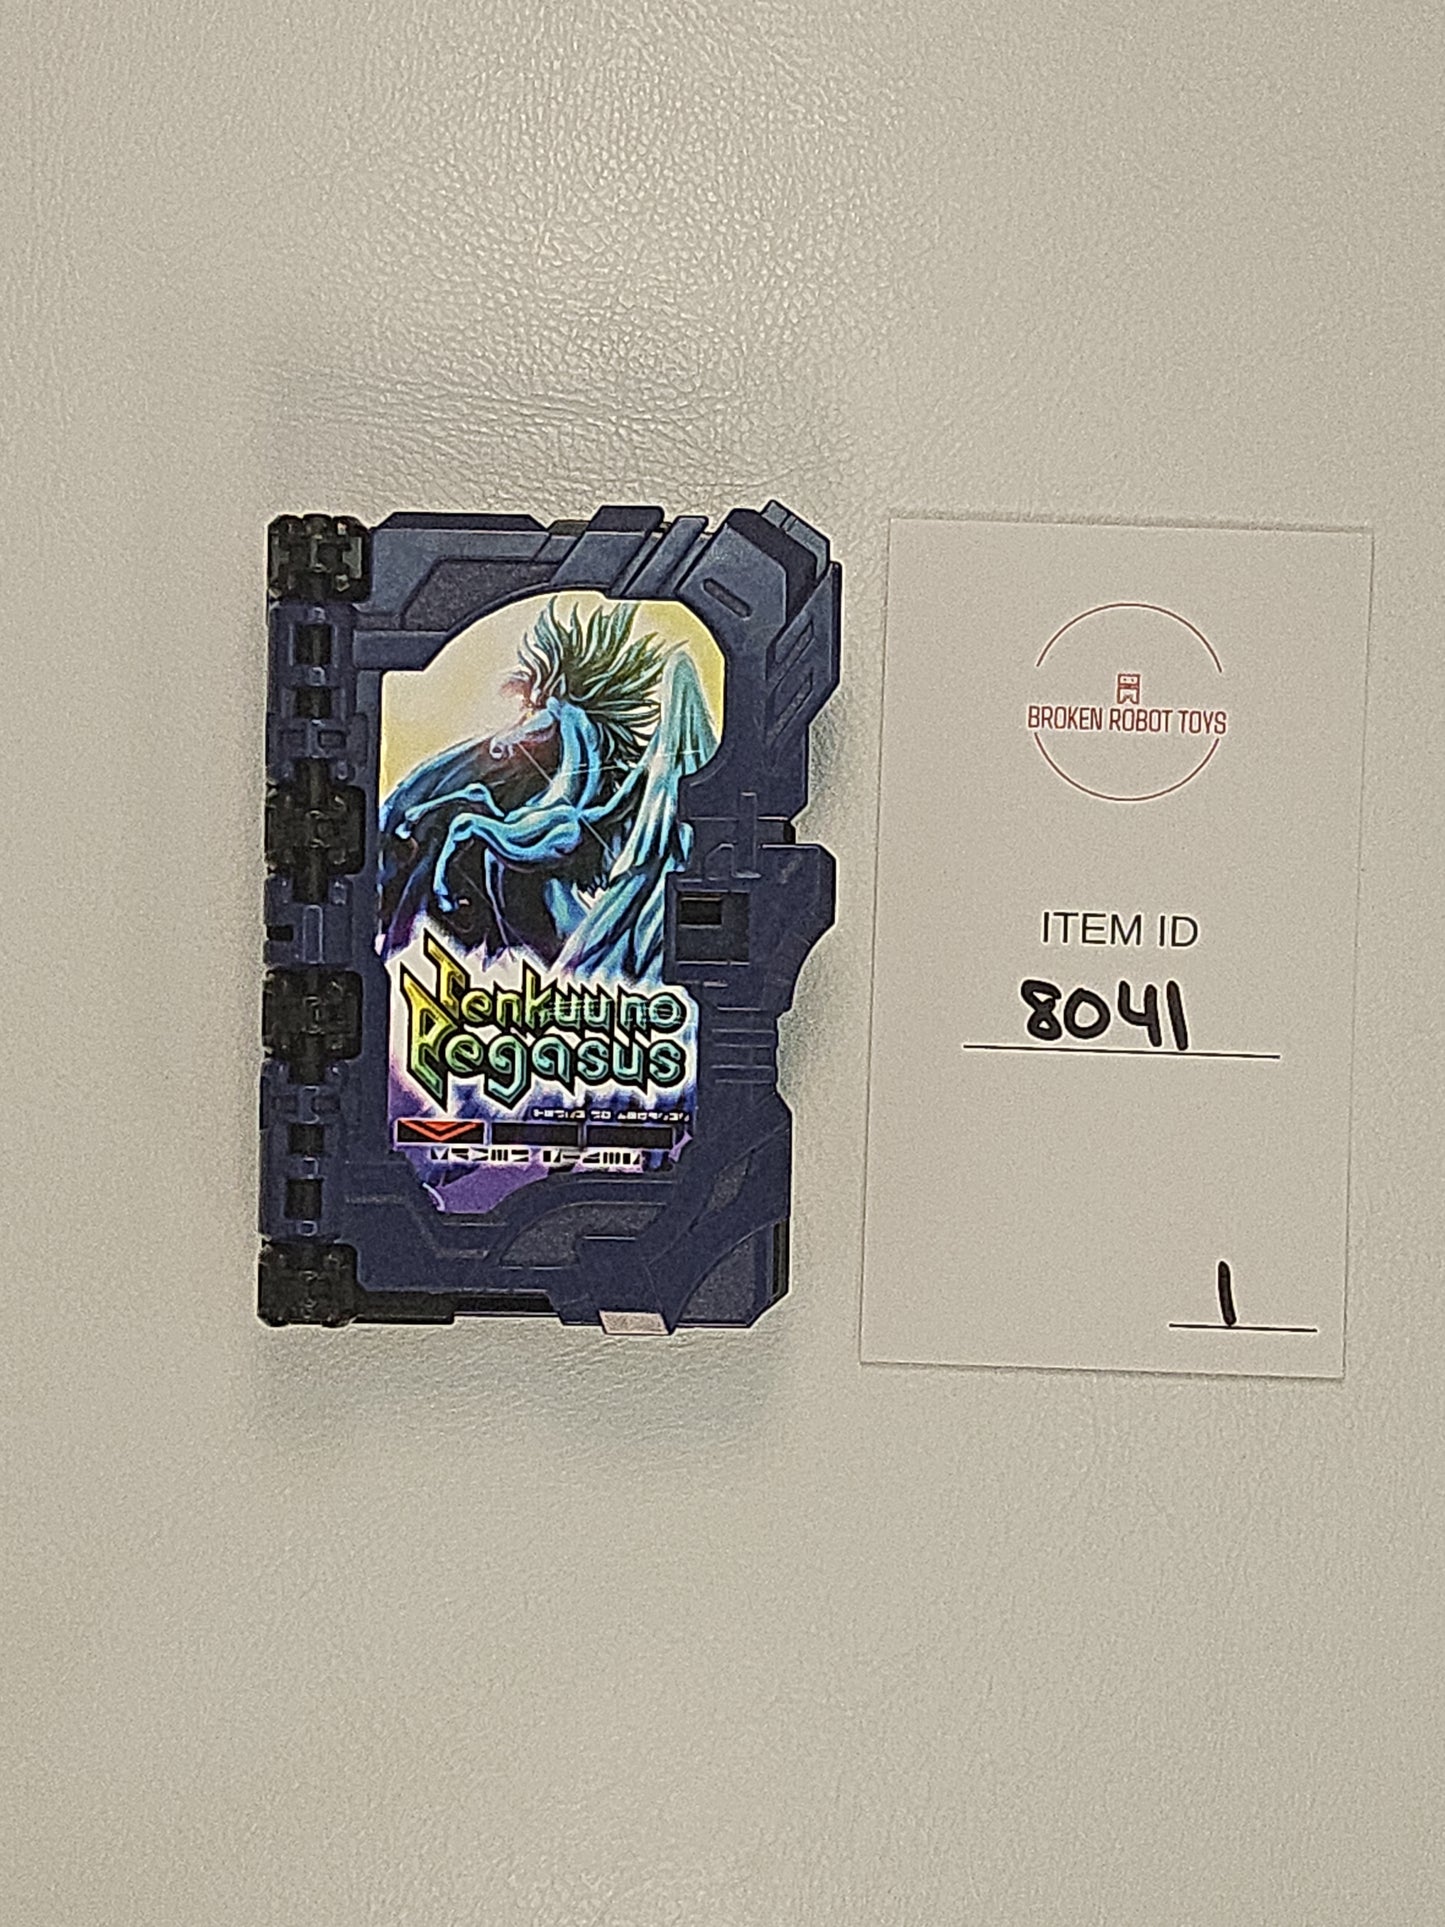 Tenkuu no
Pegasus
BROKEN ROBOT TOYS
ITEM ID
8041
1